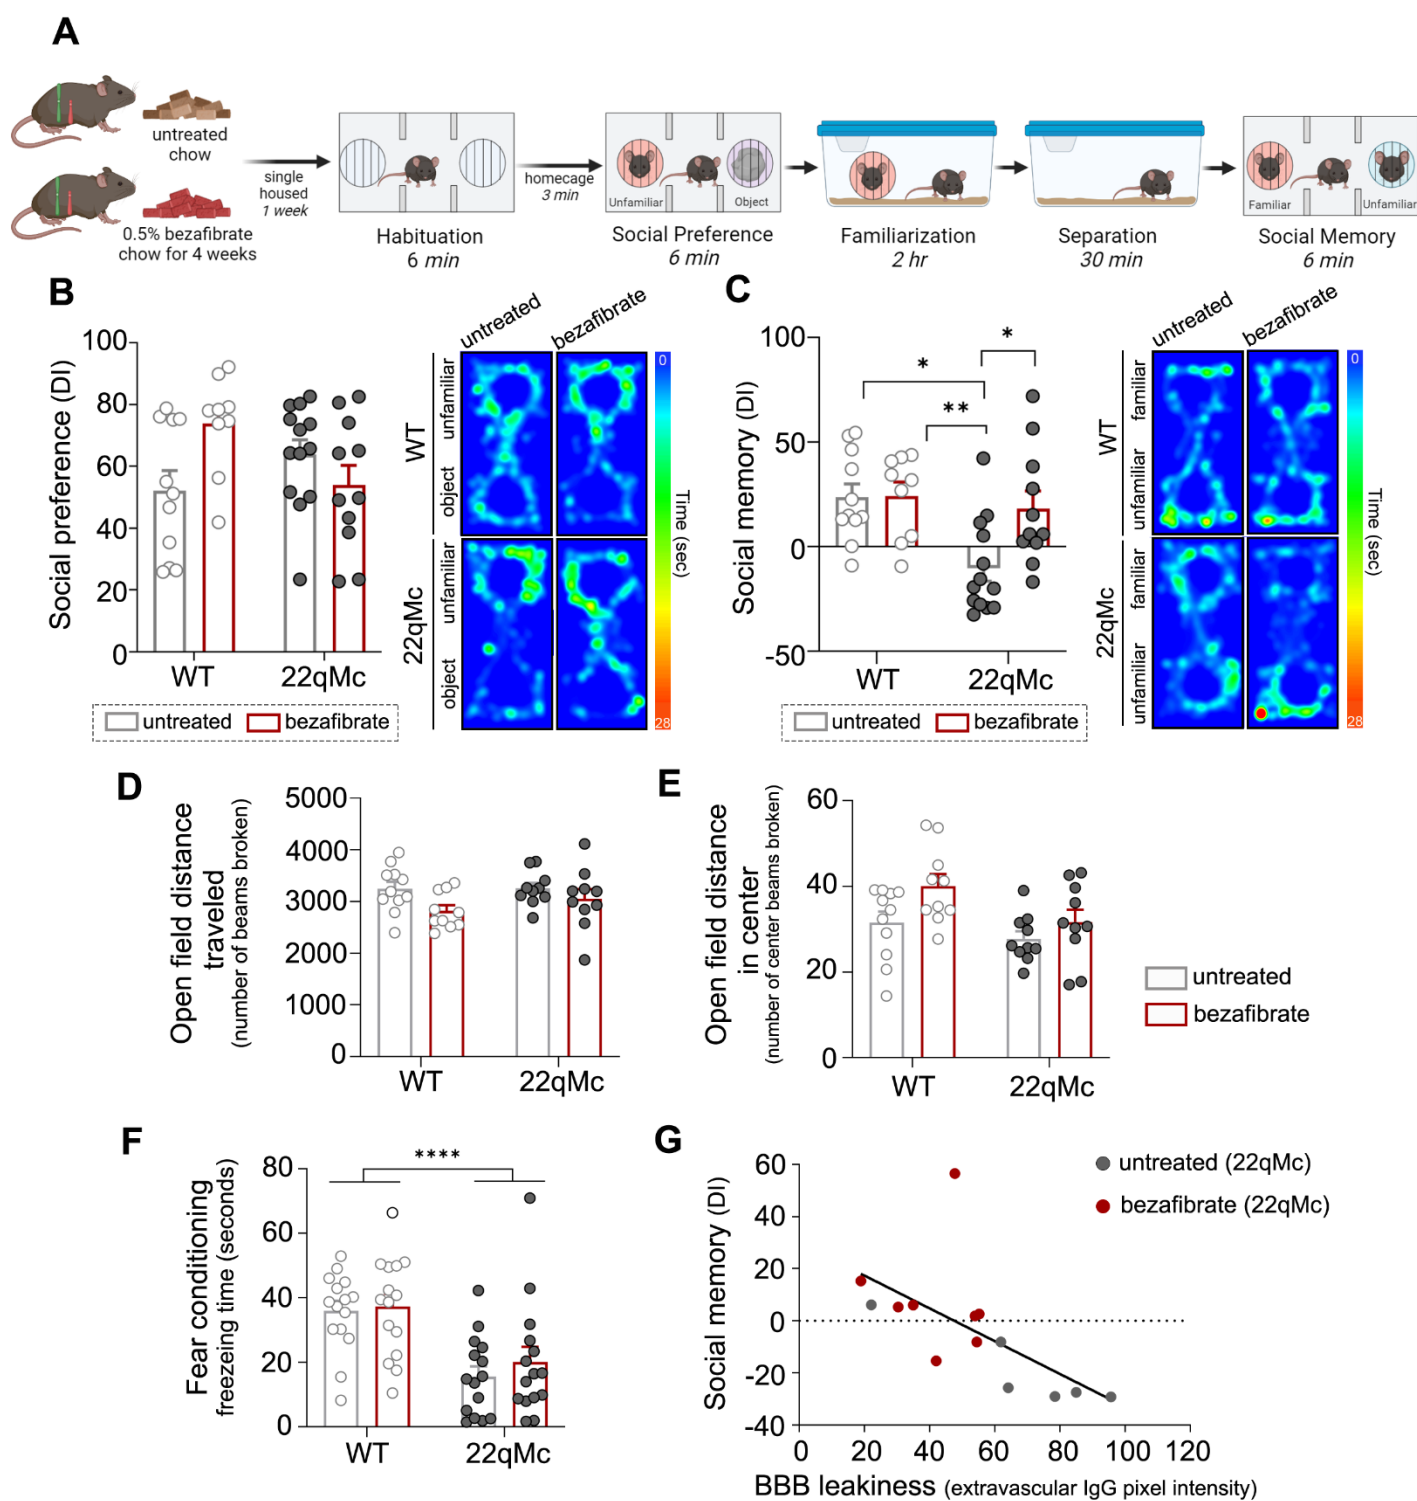 A
untreated
chow
0.5% bezafibrate
chow for 4 weeks
single
housed
1 week
Habituation
6 min
homecage
3 min
Unfamiliar
Object
Social Preference
6 min
Familiarization
2 hr
Separation
30 min
Familiar
Unfamiliar
Social Memory
6 min
B
Social preference (DI)
100
80
60
40
20
0
WT
22qMc
untreated
bezafibrate
untreated
bezafibrate
WT
unfamiliar
object
22qMc
unfamiliar
object
0
Time (sec)
28
C
Social memory (DI)
100
50
0
-50
*
*
**
WT
22qMc
untreated
bezafibrate
untreated
bezafibrate
WT
familiar
unfamiliar
22qMc
familiar
unfamiliar
0
Time (sec)
28
D
Open field distance
traveled
(number of beams broken)
5000
4000
3000
2000
1000
0
WT
22qMc
E
Open field distance
in center
(number of center beams broken)
60
40
20
0
WT
22qMc
untreated
bezafibrate
F
Fear conditioning
freezeing time (seconds)
80
60
40
20
0
****
WT
22qMc
G
Social memory (DI)
60
40
20
0
-20
-40
0
20
40
60
80
100
120
BBB leakiness (extravascular IgG pixel intensity)
untreated (22qMc)
bezafibrate (22qMc)